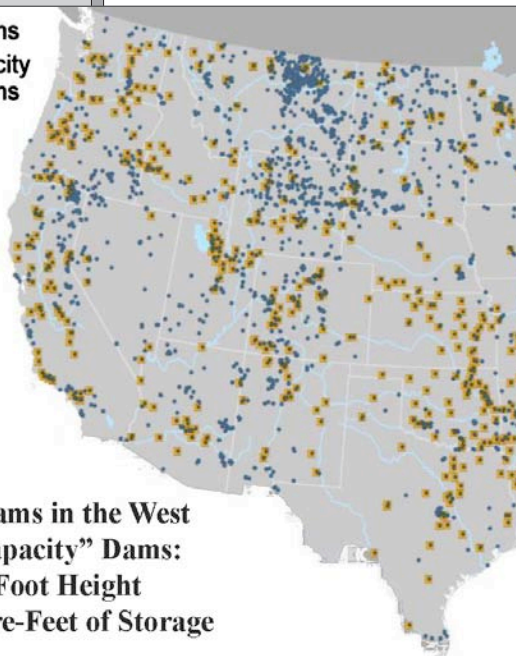 ns
city
ns
ams in the West
apacity” Dams:
Foot Height
re-Feet of Storage